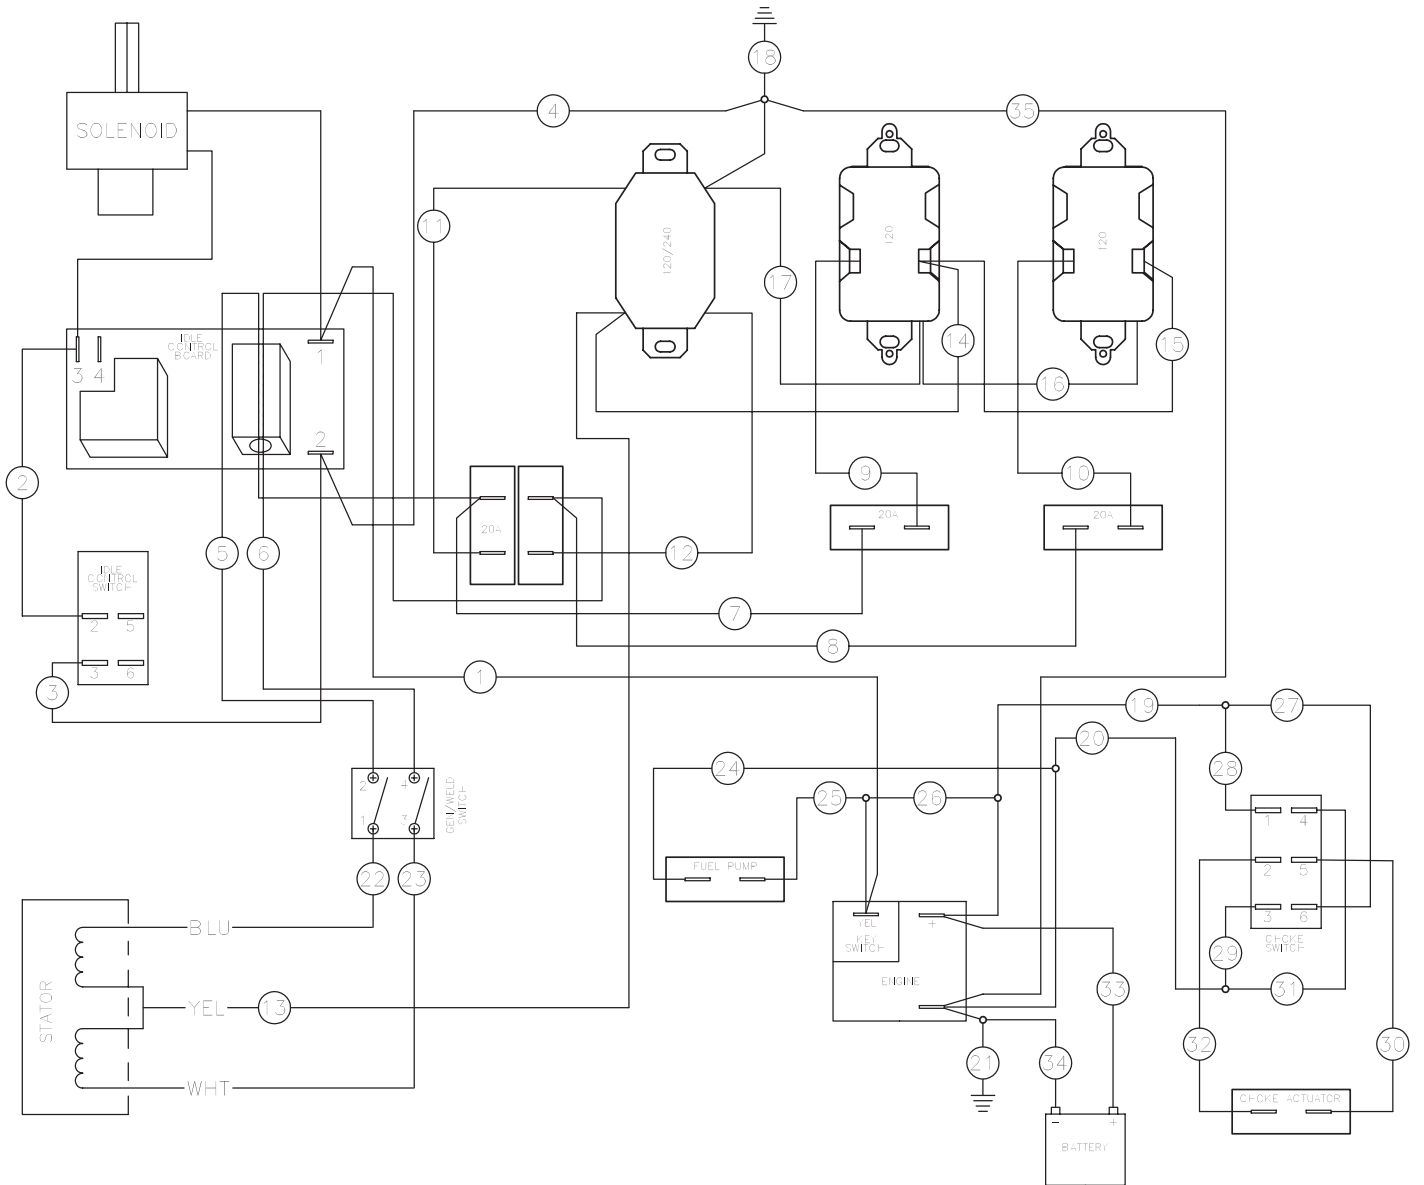 18
4
35
SOLENOID
11
120/240
120
120
17
14
15
IDLE
CONTROL
BOARD
1
3
4
16
2
2
9
10
20A
20A
20A
5
6
12
IDLE
CONTROL
SWITCH
2
5
7
8
3
6
1
3
19
27
20
24
28
2
4
25
26
GEN/WELD
SWITCH
1
3
1
4
FUEL PUMP
2
5
22
23
3
6
YEL
+
KEY
SWITCH
CHOKE
SWITCH
BLU
29
ENGINE
33
31
STATOR
YEL
13
32
30
21
34
WHT
CHOKE ACTUATOR
-
+
BATTERY